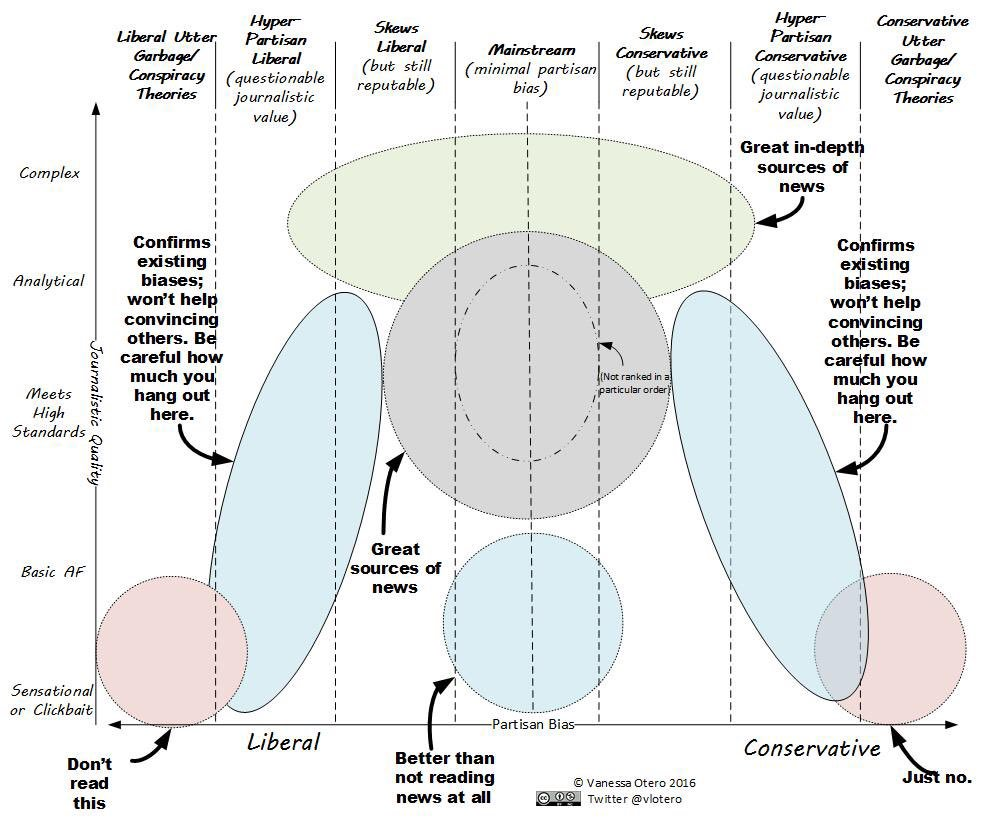 Liberal Utter
Garbage/
Conspiracy
Theories
Hyper-
Partisan
Liberal
(questionable
journalistic
value)
Skews
Liberal
(but still
reputable)
Mainstream
(minimal partisan
bias)
Skews
Conservative
(but still
reputable)
Hyper-
Partisan
Conservative
(questionable
journalistic
value)
Conservative
Utter
Garbage/
Conspiracy
Theories
Complex
Analytical
Meets
High
Standards
Basic AF
Sensational
or Clickbait
Journalistic Quality
Great in-depth
sources of
news
Confirms
existing
biases;
won't help
convincing
others. Be
careful how
much you
hang out
here.
(Not ranked in a
particular order)
Confirms
existing
biases;
won't help
convincing
others. Be
careful how
much you
hang out
here.
Great
sources of
news
Partisan Bias
Liberal
Conservative
Don't
read
this
Better than
not reading
news at all
Just no.
© Vanessa Otero 2016
Twitter @vlotero